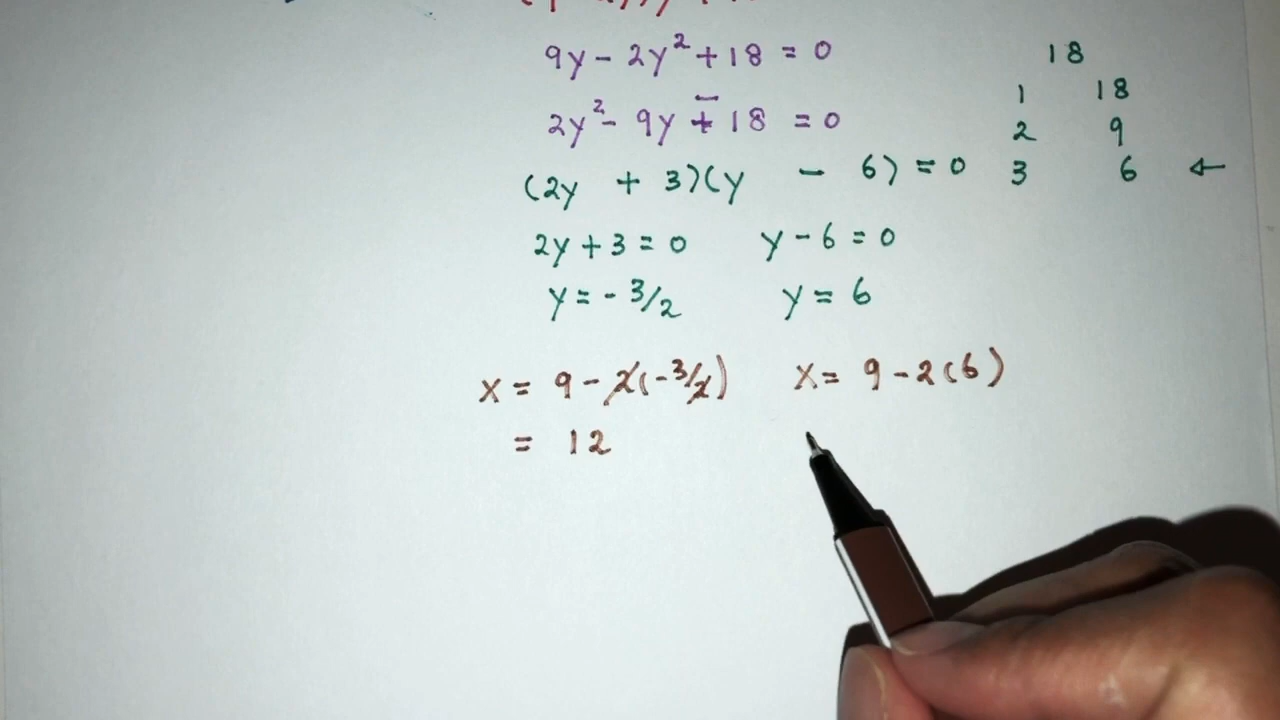 9y - 2y² + 18 = 0
2y² - 9y - 18 = 0
(2y + 3)(y - 6) = 0
2y + 3 = 0 y - 6 = 0
y = - 3/2 y = 6
x = 9 - 2(-3/2) x = 9 - 2(6)
= 12
18
1 18
2 9
3 6 ←